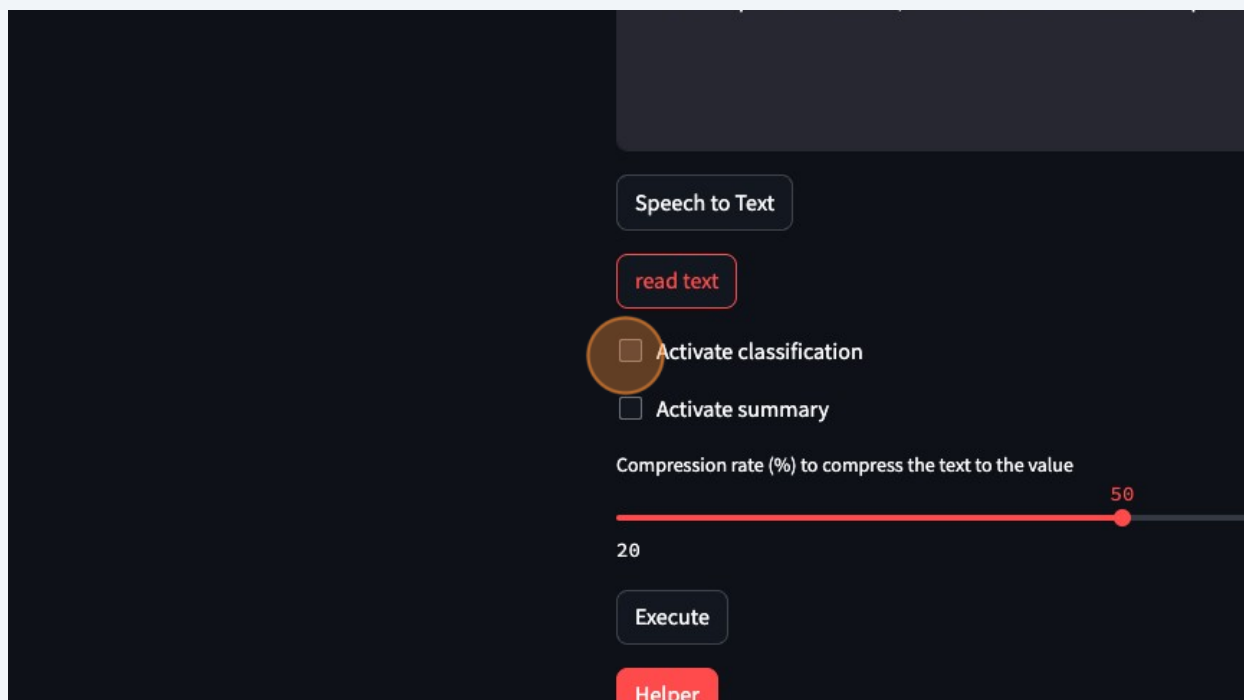 Speech to Text
read text
Activate classification
Activate summary
Compression rate (%) to compress the text to the value
50
20
Execute
Helper